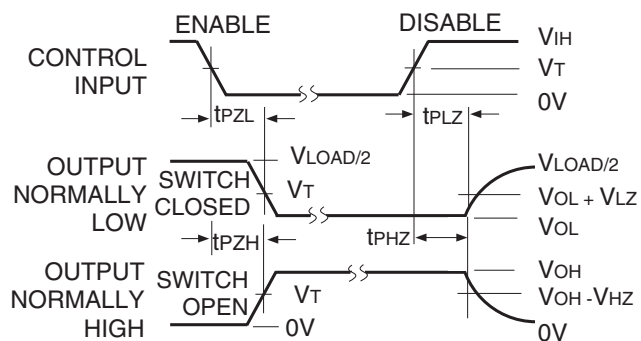 ENABLE DISABLE
CONTROL
INPUT
VIH
VT
0V
tPZL tPLZ
OUTPUT
NORMALLY
LOW
SWITCH
CLOSED
VLOAD/2
VT
VLOAD/2
VOL + VLZ
VOL
tPZH tPHZ
OUTPUT
NORMALLY
HIGH
SWITCH
OPEN
VT
0V
VOH
VOH -VHZ
0V